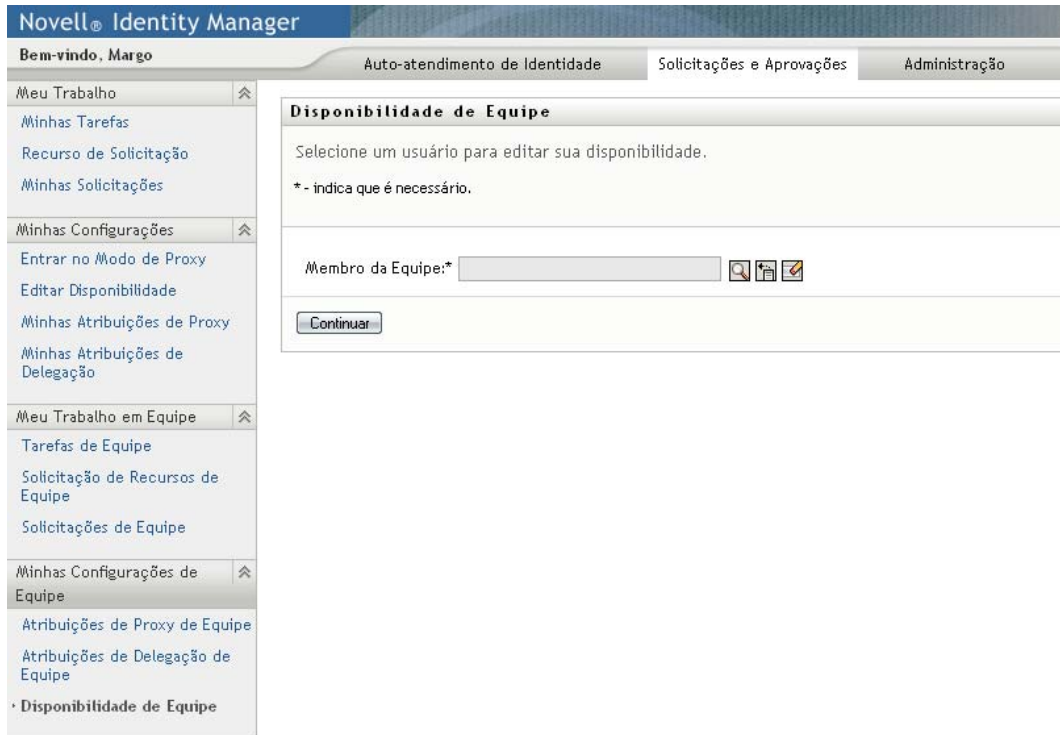 Novell® Identity Manager
Bem-vindo, Margo
Auto-atendimento de Identidade
Solicitações e Aprovações
Administração
Meu Trabalho
Minhas Tarefas
Recurso de Solicitação
Minhas Solicitações
Minhas Configurações
Entrar no Modo de Proxy
Editar Disponibilidade
Minhas Atribuições de Proxy
Minhas Atribuições de
Delegação
Meu Trabalho em Equipe
Tarefas de Equipe
Solicitação de Recursos de
Equipe
Solicitações de Equipe
Minhas Configurações de
Equipe
Atribuições de Proxy de Equipe
Atribuições de Delegação de
Equipe
· Disponibilidade de Equipe
Disponibilidade de Equipe
Selecione um usuário para editar sua disponibilidade.
* - indica que é necessário.
Membro da Equipe:*
Continuar